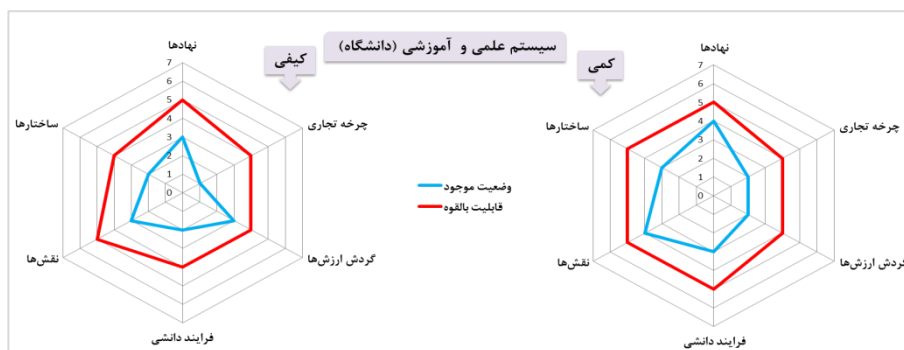 سیستم علمی و آموزشی (دانشگاه)
کمی
نهادها
7
6
5
4
3
2
1
0
چرخه تجاری
گردش ارزش‌ها
فرایند دانشی
نقش‌ها
ساختارها
وضعیت موجود
قابلیت بالقوه
کیفی
نهادها
7
6
5
4
3
2
1
0
چرخه تجاری
گردش ارزش‌ها
فرایند دانشی
نقش‌ها
ساختارها